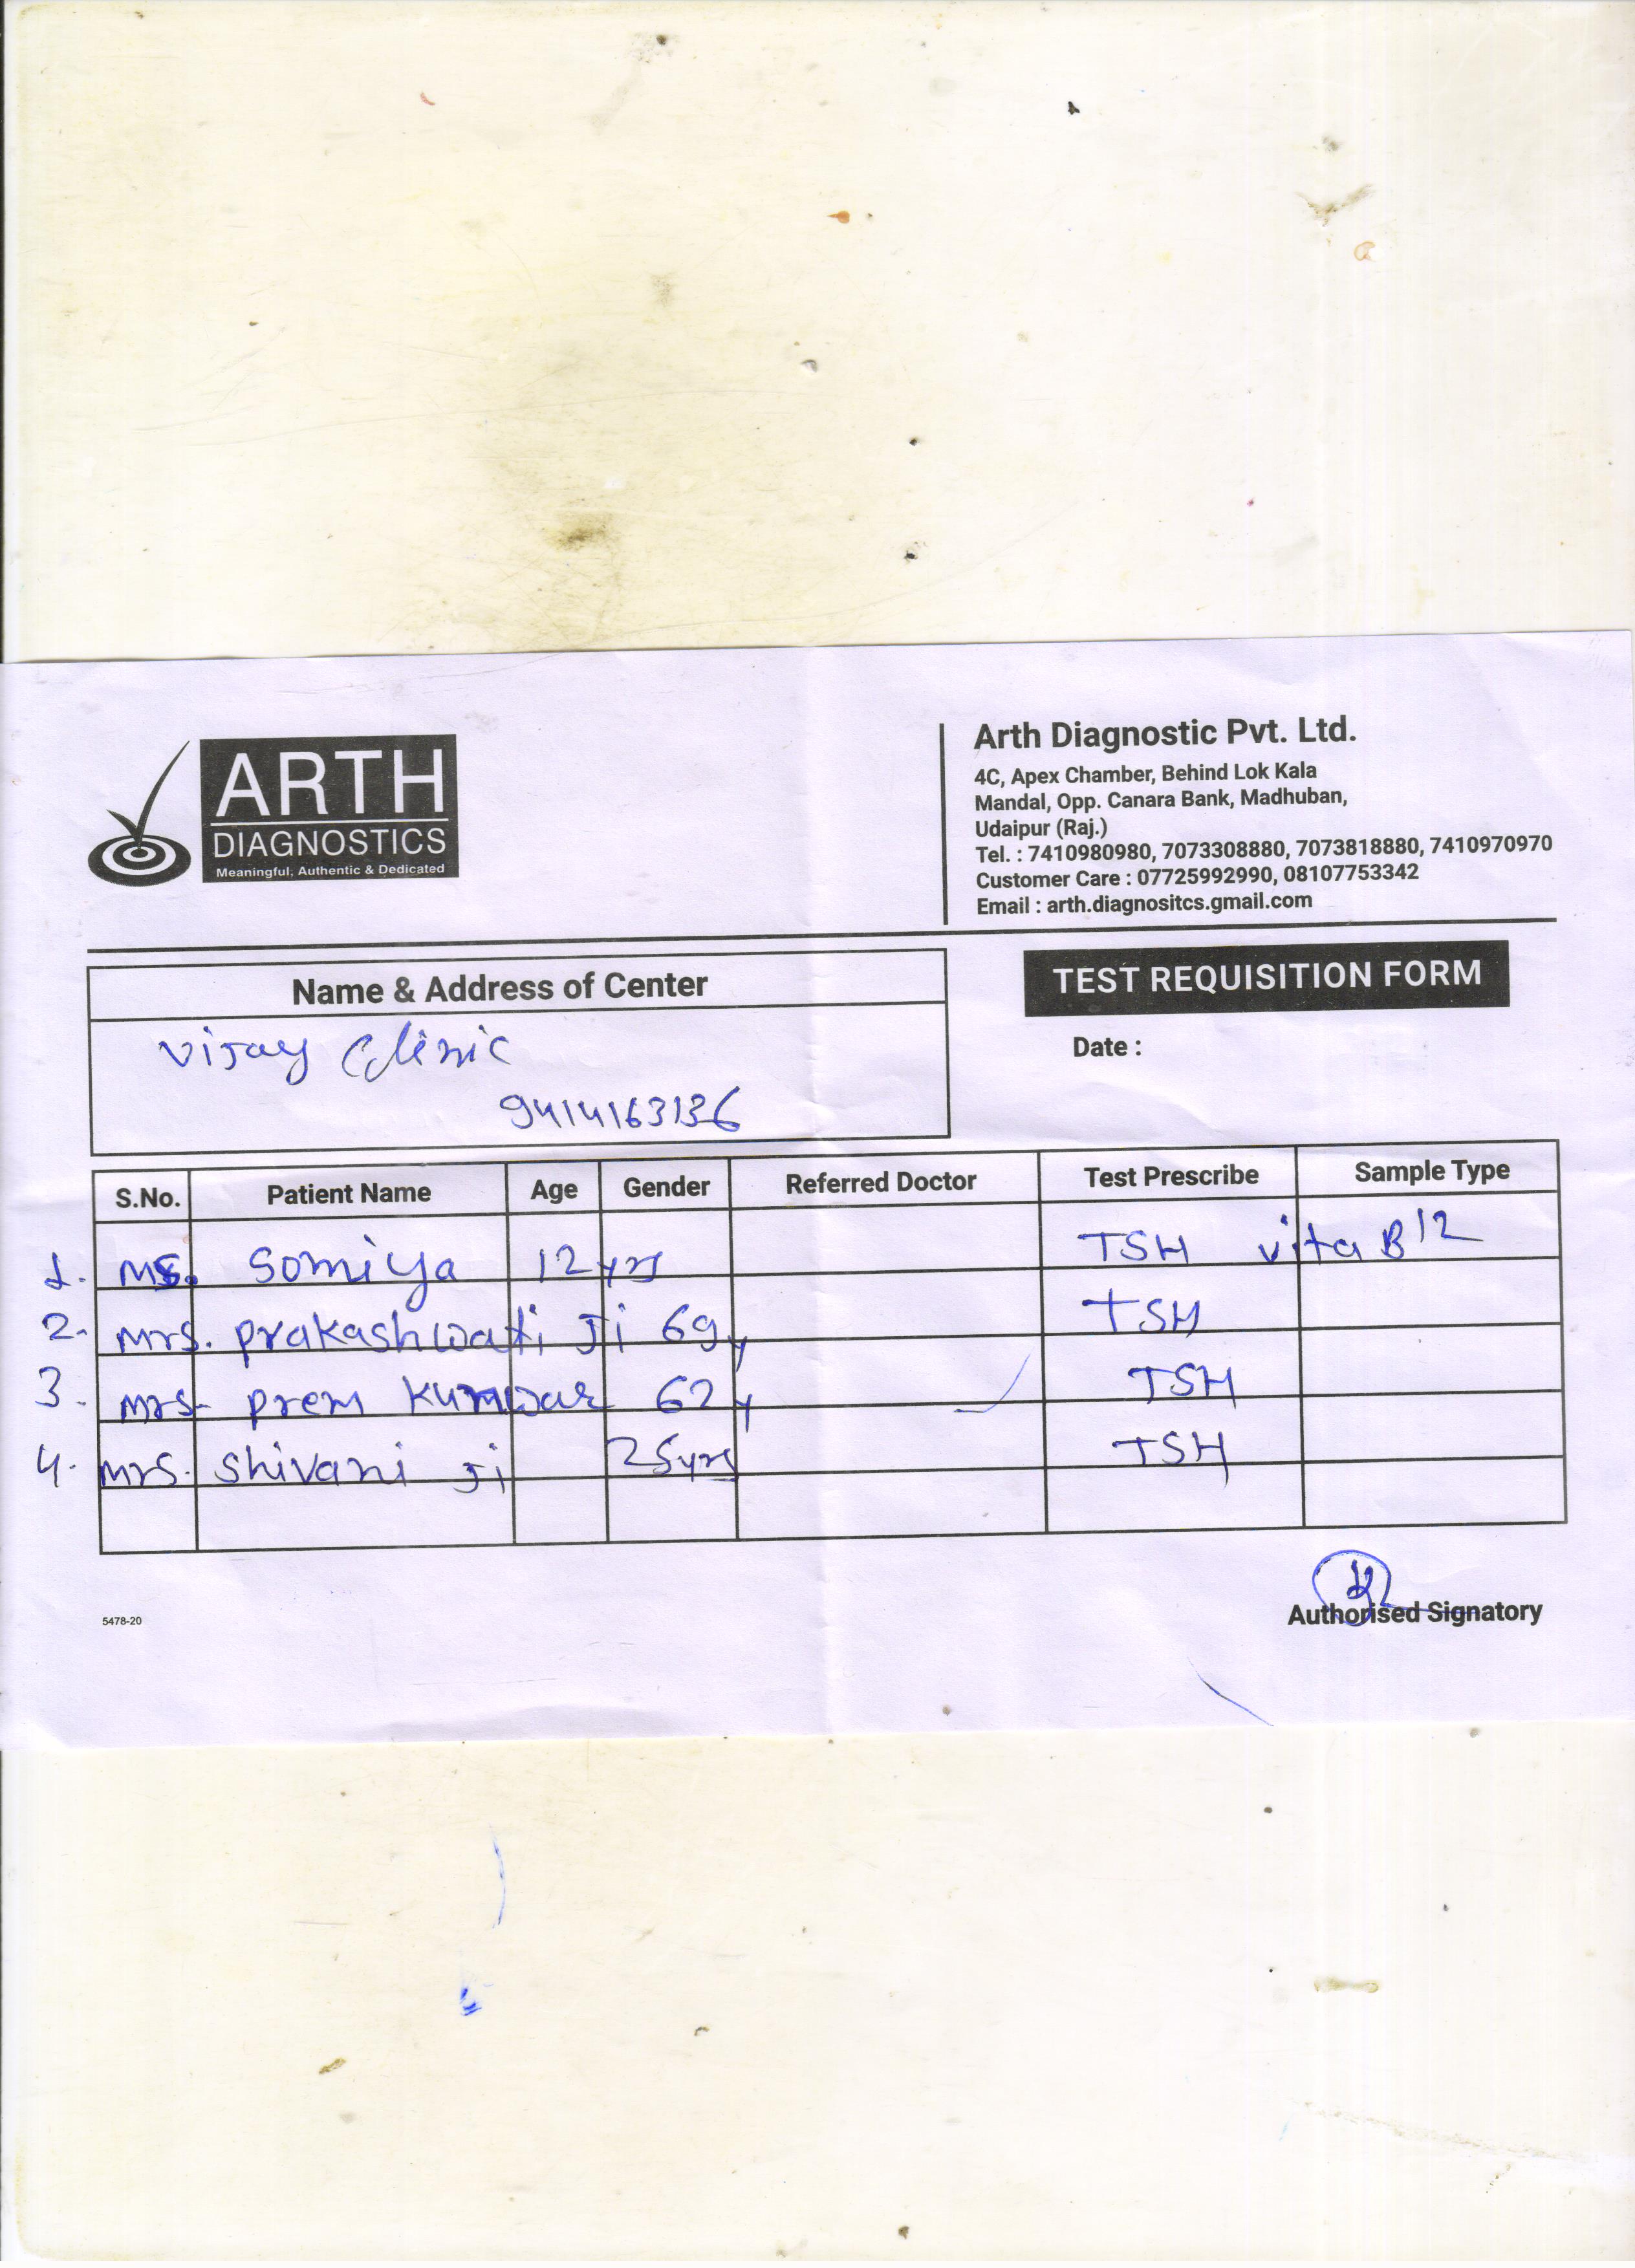 ARTH
DIAGNOSTICS
Meaningful, Authentic & Dedicated
Arth Diagnostic Pvt. Ltd.
4C, Apex Chamber, Behind Lok Kala
Mandal, Opp. Canara Bank, Madhuban,
Udaipur (Raj.)
Tel. : 7410980980, 7073308880, 7073818880, 7410970970
Customer Care : 07725992990, 08107753342
Email : arth.diagnositcs.gmail.com
Name & Address of Center
TEST REQUISITION FORM
Vijay Clinic
Date :
9414163136
S.No. Patient Name Age Gender Referred Doctor Test Prescribe Sample Type
1. Ms. Somiya 12 yrs TSH vita B12
2. mrs. prakashwati Ji 69y TSH
3. mrs. prem kunwar 62y TSH
4. mrs. shivani Ji 25yrs TSH
5478-20
Authorised Signatory